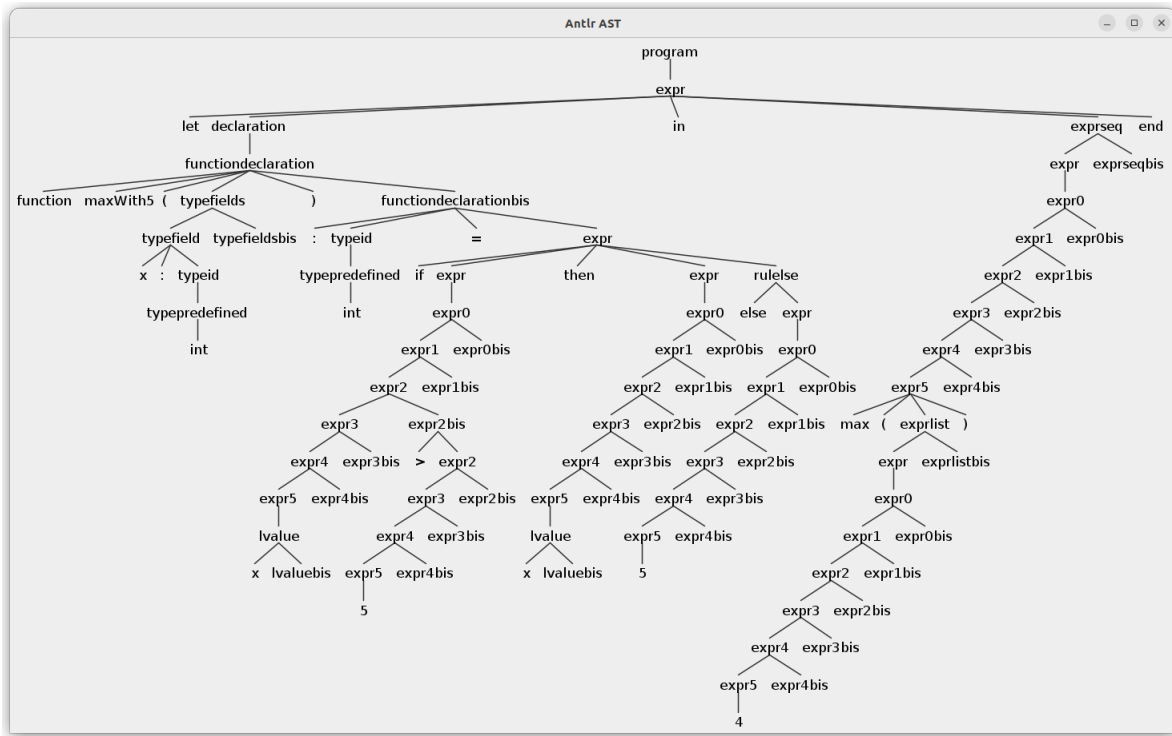 Antlr AST
program
expr
let declaration in exprseq end
functiondeclaration expr exprseqbis
function maxWith5 ( typefields ) functiondeclarationbis expr0
typefield typefieldsbis : typeid = expr expr1 expr0bis
x : typeid typepredefined if expr then expr rulelse expr2 expr1bis
typepredefined int expr0 expr0 else expr expr3 expr2bis
int expr1 expr0bis expr1 expr0bis expr0 expr4 expr3bis
expr2 expr1bis expr2 expr1bis expr1 expr0bis expr5 expr4bis
expr3 expr2bis expr3 expr2bis expr2 expr1bis max ( exprlist )
expr4 expr3bis > expr2 expr4 expr3bis expr3 expr2bis expr exprlistbis
expr5 expr4bis expr3 expr2bis expr5 expr4bis expr4 expr3bis expr0
lvalue expr4 expr3bis lvalue expr5 expr4bis expr1 expr0bis
x lvaluebis expr5 expr4bis x lvaluebis 5 expr2 expr1bis
5 expr3 expr2bis
expr4 expr3bis
expr5 expr4bis
4